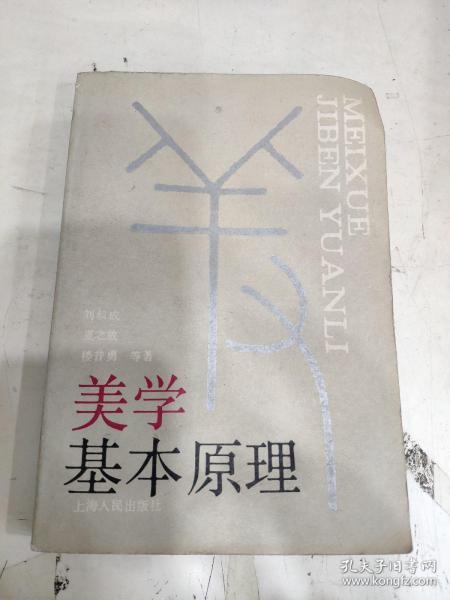 MEIXUE
JIBEN YUANLI
刘叔成
夏之放
楼昔勇 等著
美学
基本原理
上海人民出版社
孔夫子旧书网
www.kongfz.com